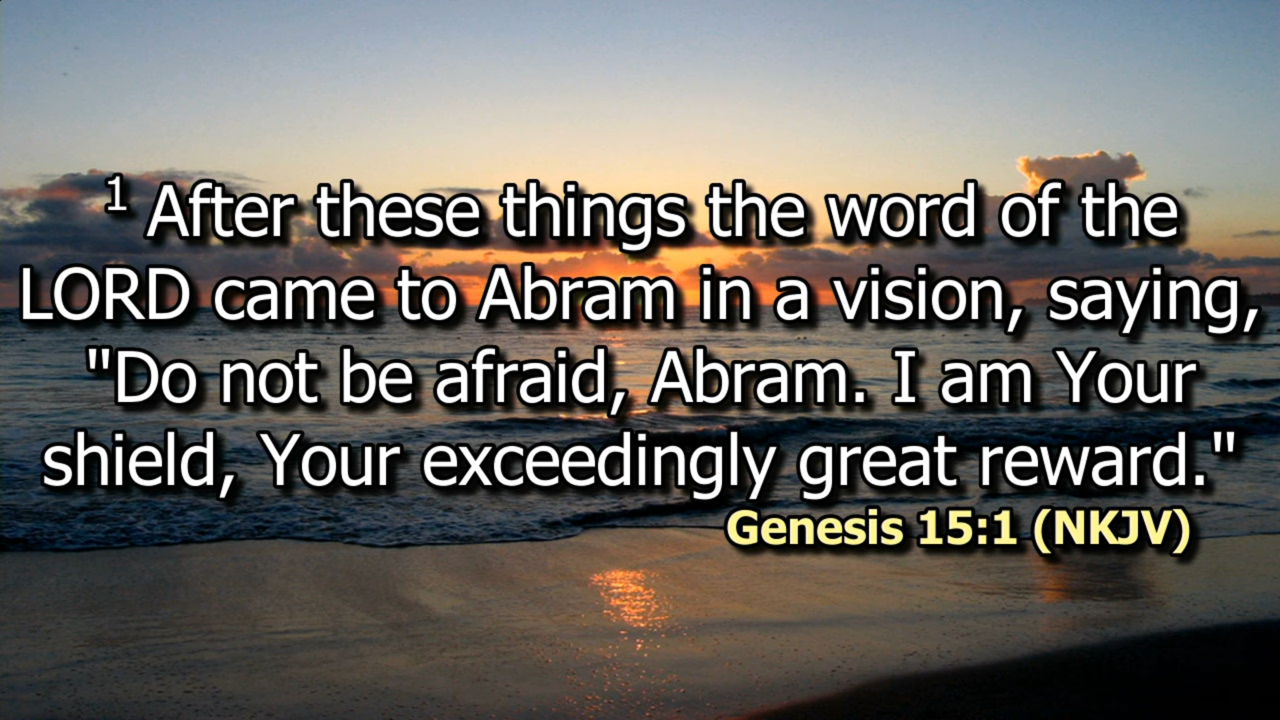 1 After these things the word of the
LORD came to Abram in a vision, saying,
"Do not be afraid, Abram. I am Your
shield, Your exceedingly great reward."
Genesis 15:1 (NKJV)